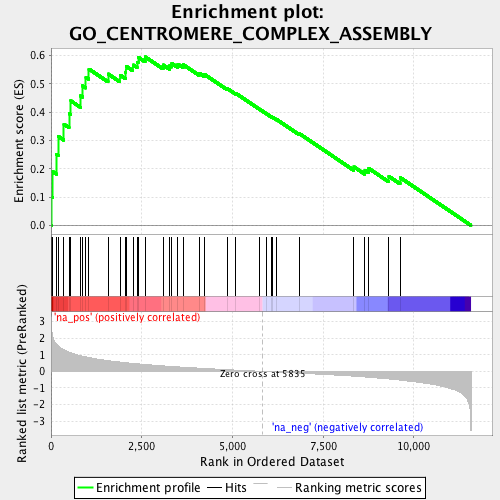 Enrichment plot:
GO_CENTROMERE_COMPLEX_ASSEMBLY
Enrichment score (ES)
0.6
0.5
0.4
0.3
0.2
0.1
0.0
'na_pos' (positively correlated)
Ranked list metric (PreRanked)
3
2
1
0
-1
-2
-3
Zero cross at 5835
'na_neg' (negatively correlated)
0
2,500
5,000
7,500
10,000
Rank in Ordered Dataset
Enrichment profile
Hits
Ranking metric scores